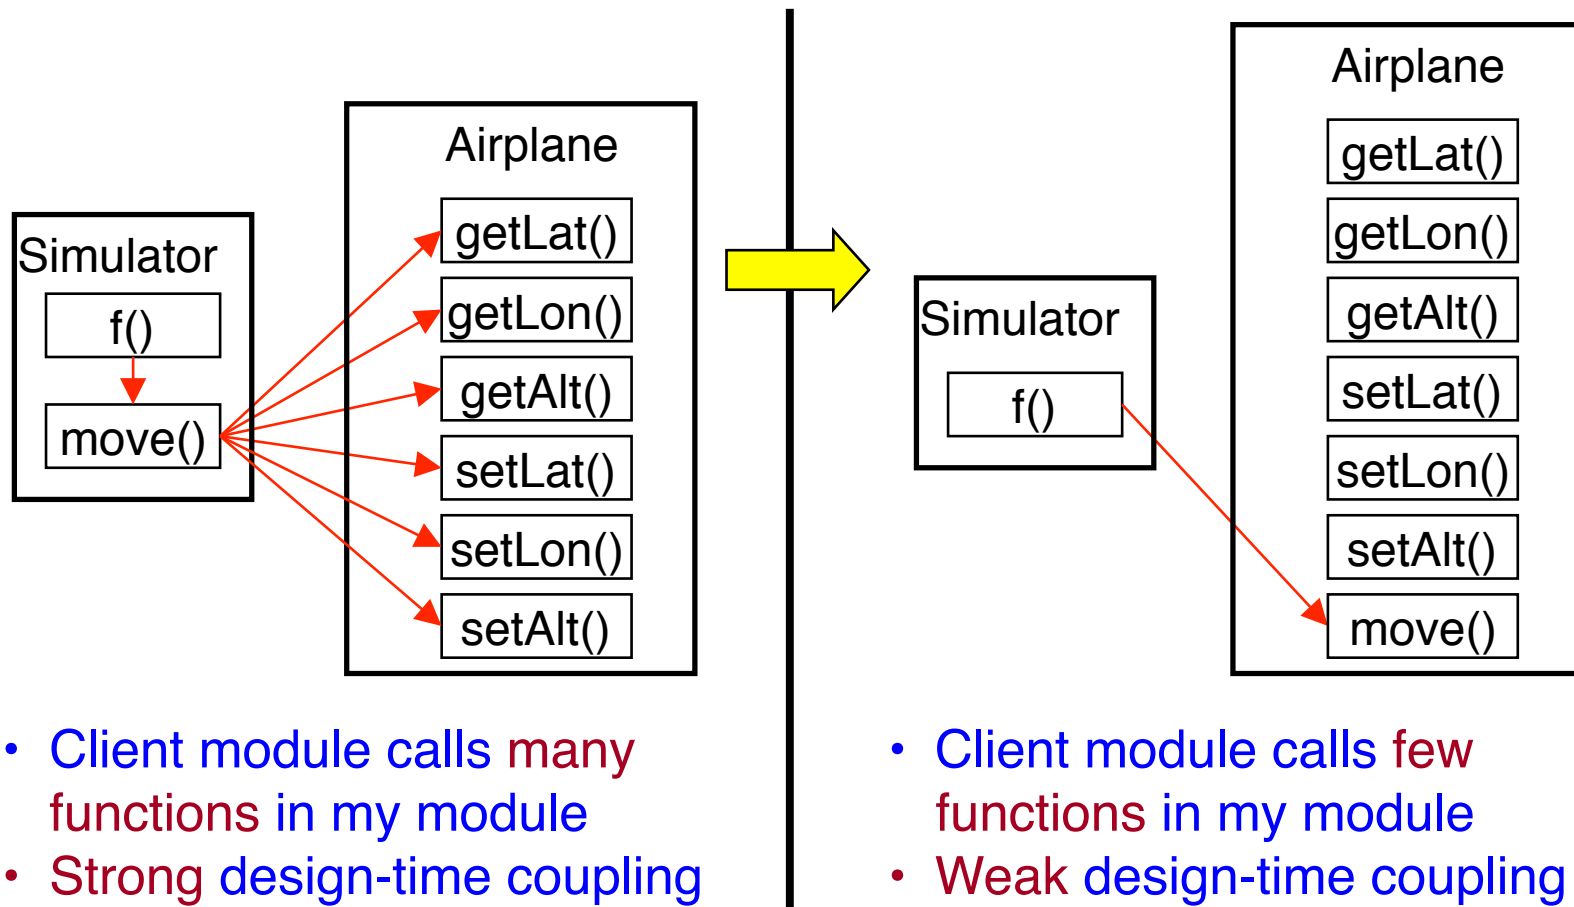 Airplane
getLat()
getLon()
getAlt()
setLat()
setLon()
setAlt()
Simulator
f()
move()
• Client module calls many
functions in my module
• Strong design-time coupling
Airplane
getLat()
getLon()
getAlt()
setLat()
setLon()
setAlt()
move()
Simulator
f()
• Client module calls few
functions in my module
• Weak design-time coupling